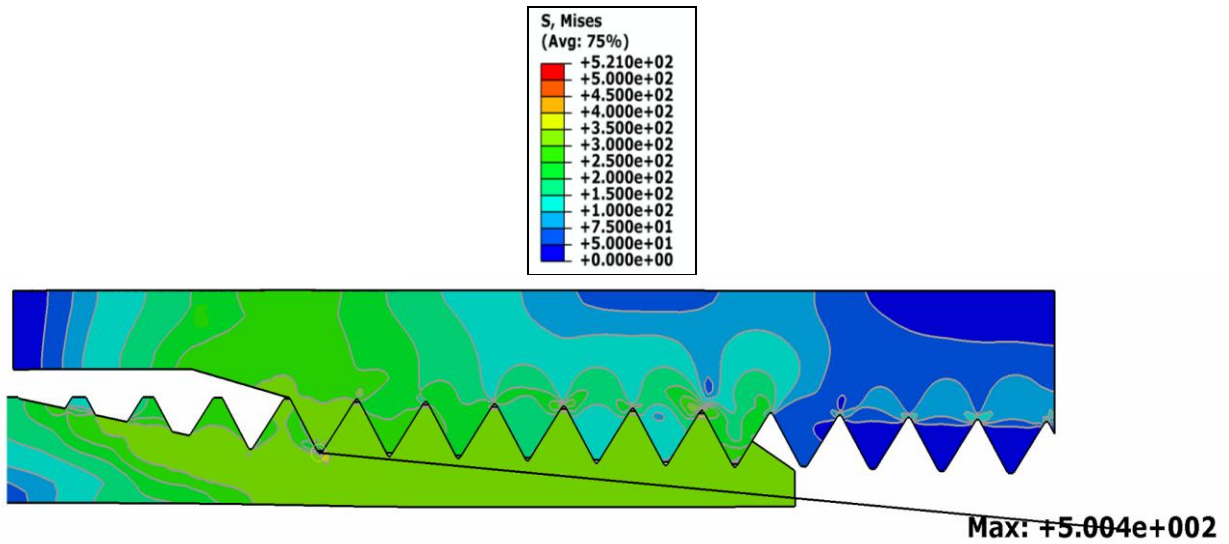 S, Mises
(Avg: 75%)
+5.210e+02
+5.000e+02
+4.500e+02
+4.000e+02
+3.500e+02
+3.000e+02
+2.500e+02
+2.000e+02
+1.500e+02
+1.000e+02
+7.500e+01
+5.000e+01
+0.000e+00
Max: +5.004e+002